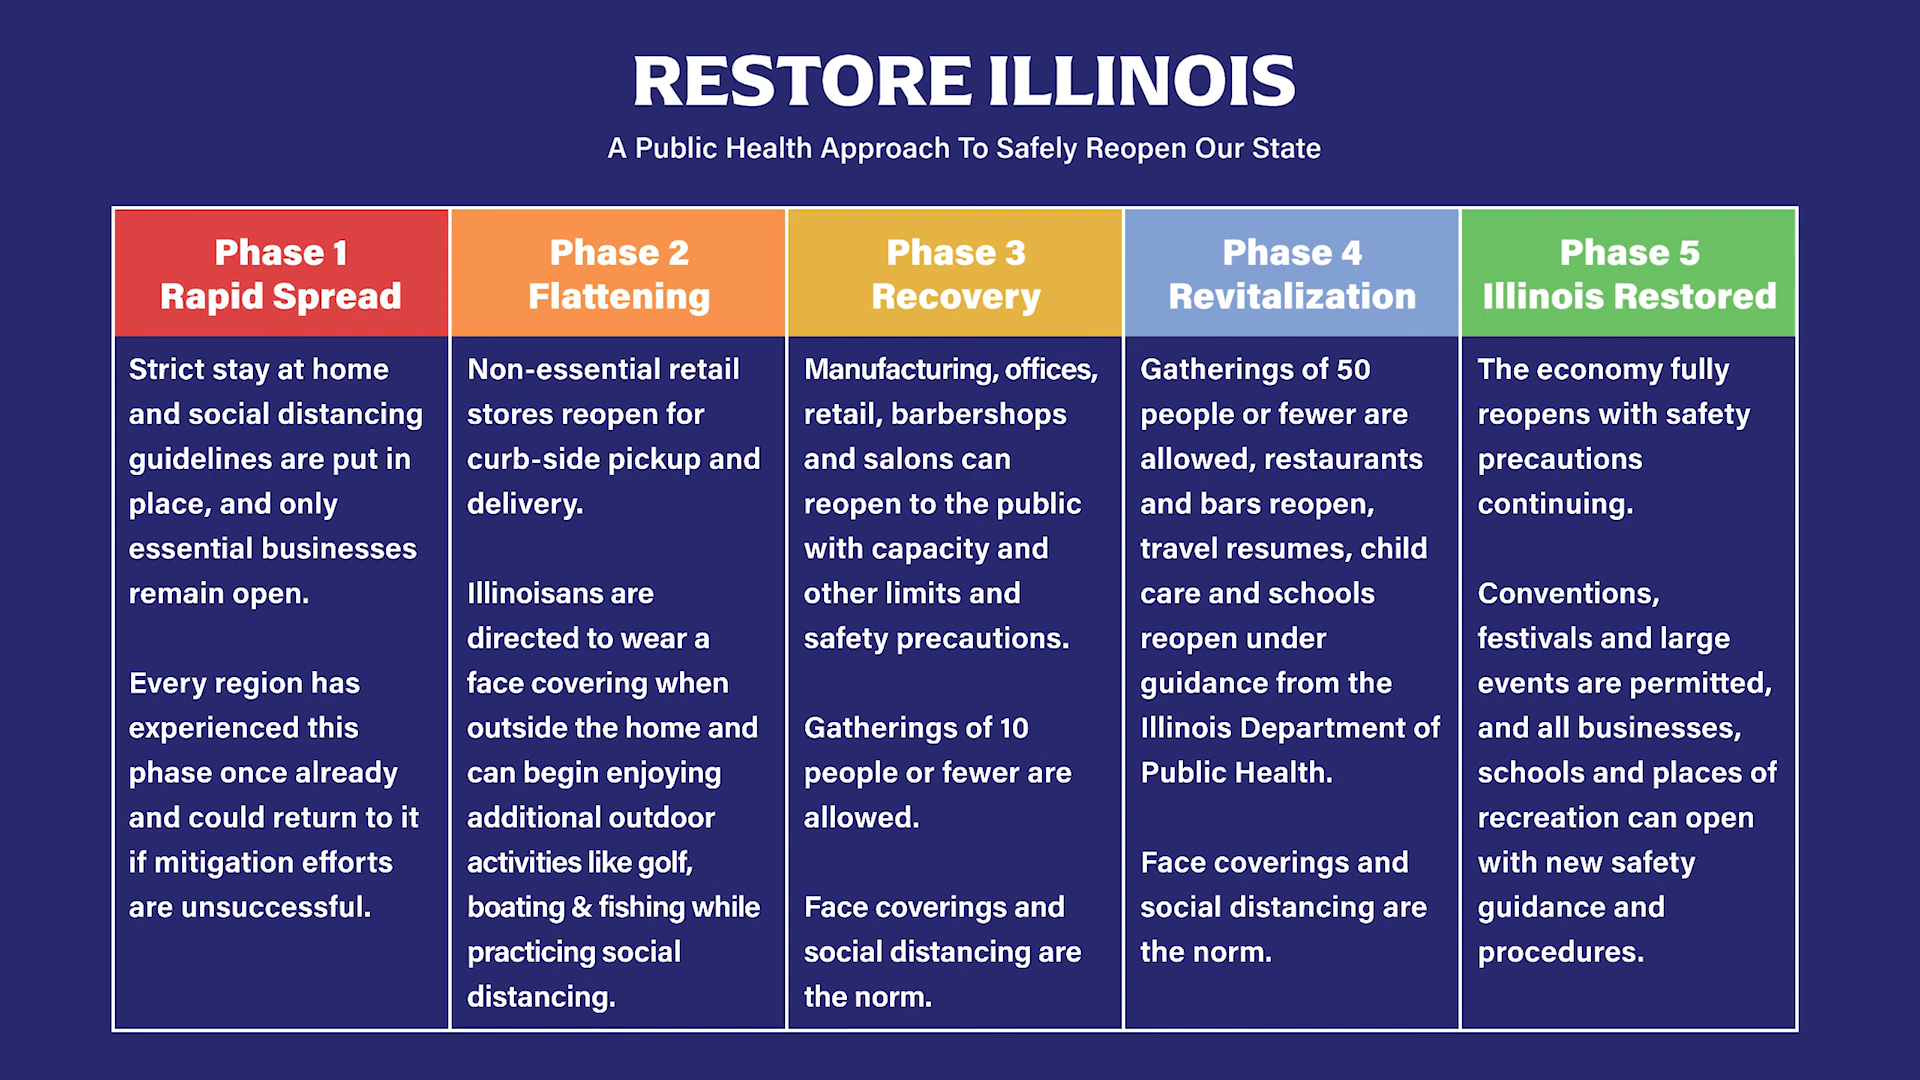 RESTORE ILLINOIS
A Public Health Approach To Safely Reopen Our State
Phase 1
Rapid Spread
Strict stay at home
and social distancing
guidelines are put in
place, and only
essential businesses
remain open.
Every region has
experienced this
phase once already
and could return to it
if mitigation efforts
are unsuccessful.
Phase 2
Flattening
Non-essential retail
stores reopen for
curb-side pickup and
delivery.
Illinoisans are
directed to wear a
face covering when
outside the home and
can begin enjoying
additional outdoor
activities like golf,
boating & fishing while
practicing social
distancing.
Phase 3
Recovery
Manufacturing, offices,
retail, barbershops
and salons can
reopen to the public
with capacity and
other limits and
safety precautions.
Gatherings of 10
people or fewer are
allowed.
Face coverings and
social distancing are
the norm.
Phase 4
Revitalization
Gatherings of 50
people or fewer are
allowed, restaurants
and bars reopen,
travel resumes, child
care and schools
reopen under
guidance from the
Illinois Department of
Public Health.
Face coverings and
social distancing are
the norm.
Phase 5
Illinois Restored
The economy fully
reopens with safety
precautions
continuing.
Conventions,
festivals and large
events are permitted,
and all businesses,
schools and places of
recreation can open
with new safety
guidance and
procedures.